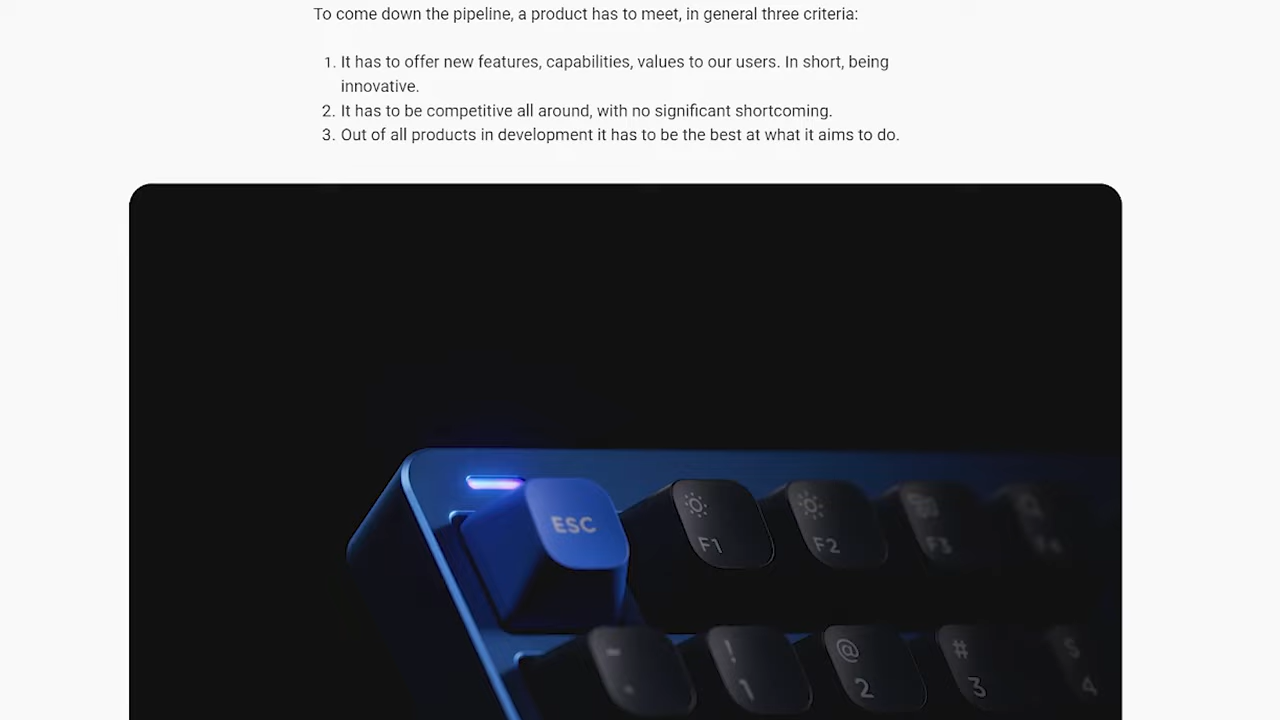 To come down the pipeline, a product has to meet, in general three criteria:
1. It has to offer new features, capabilities, values to our users. In short, being
innovative.
2. It has to be competitive all around, with no significant shortcoming.
3. Out of all products in development it has to be the best at what it aims to do.
ESC
F1
F2
F3
F4
! @ # $
1 2 3 4